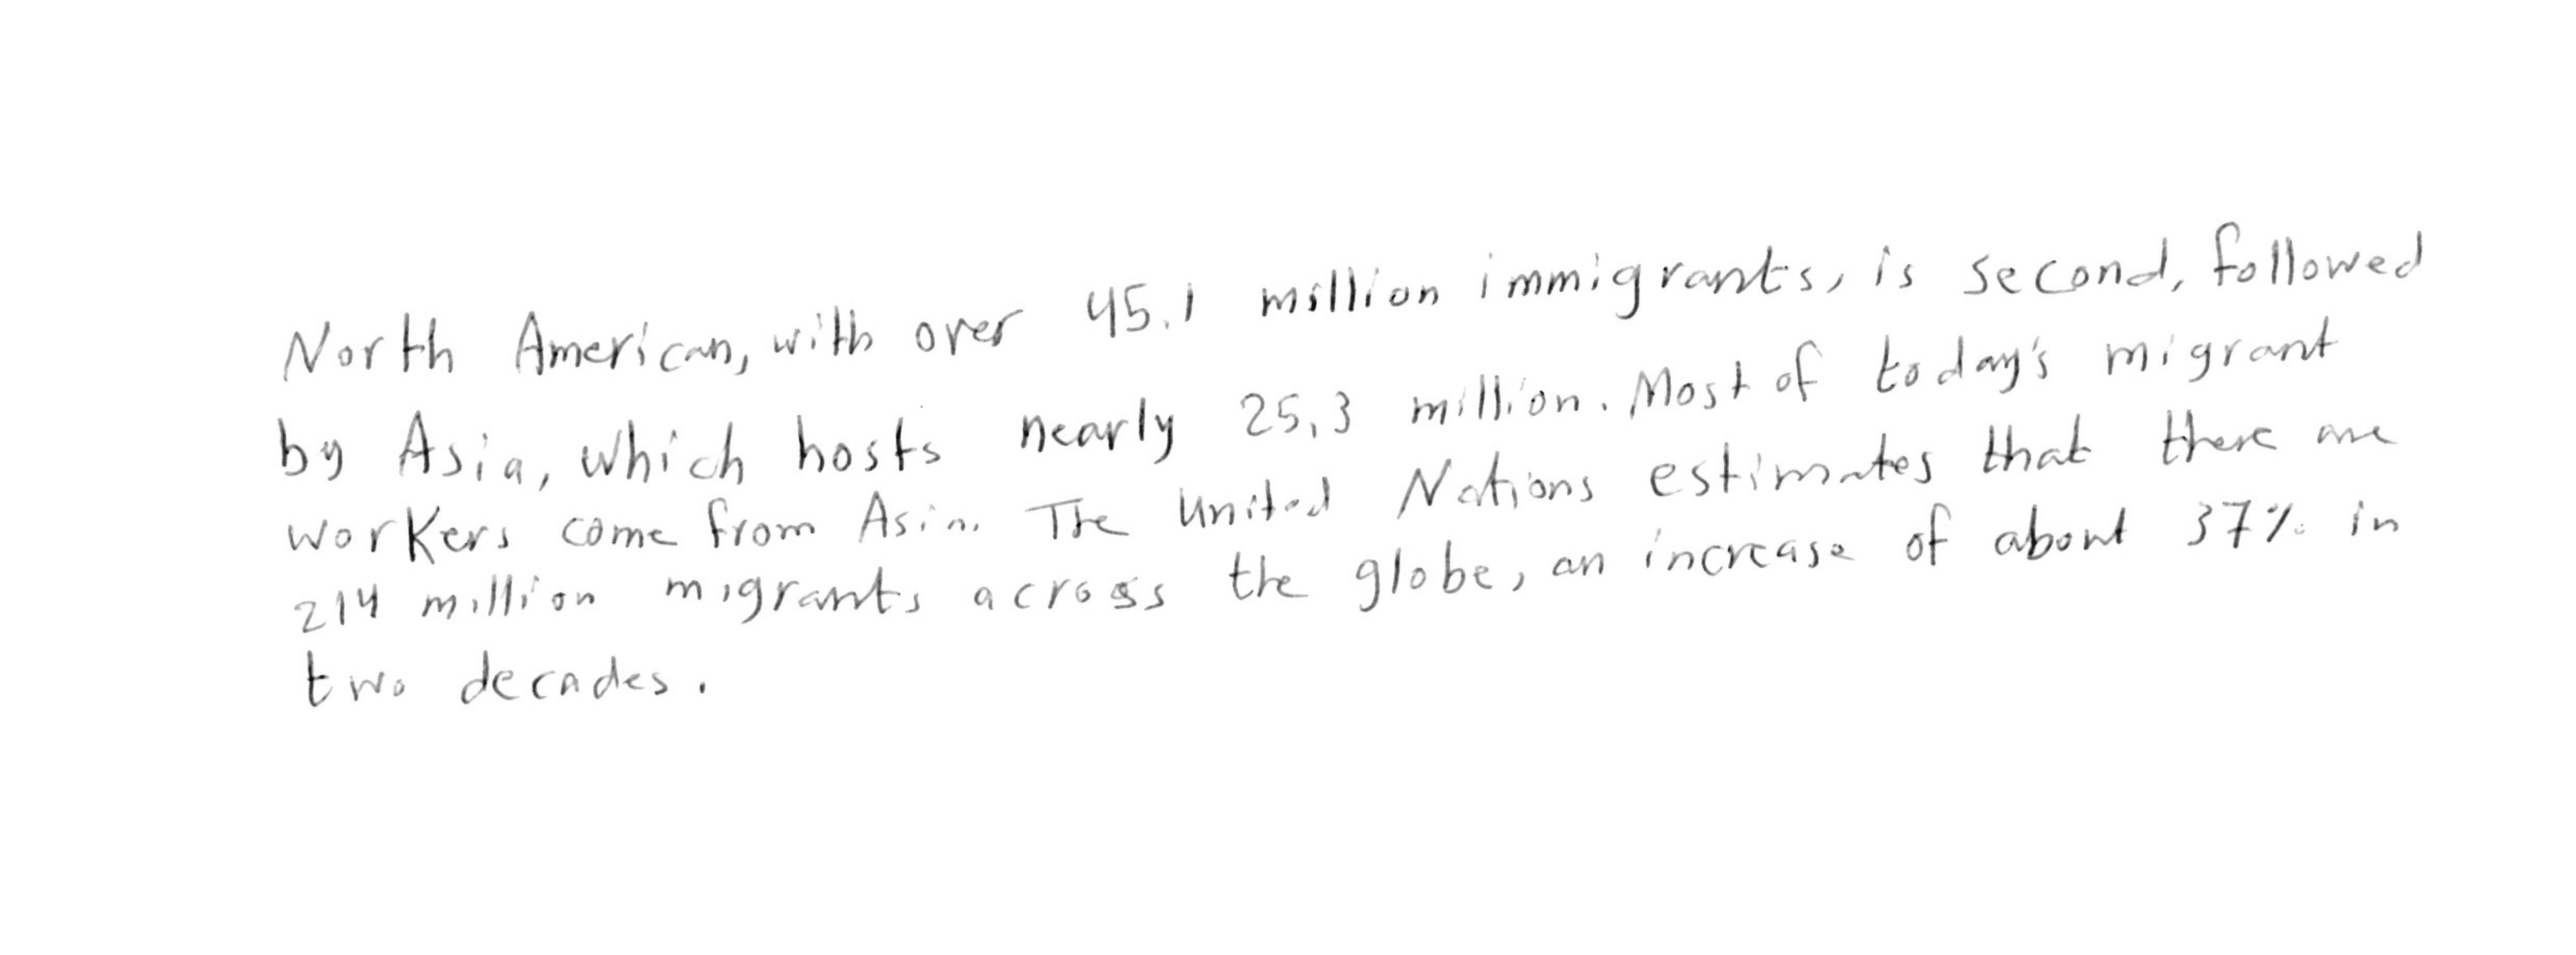 North American, with over 45.1 million immigrants, is second, followed
by Asia, which hosts nearly 25.3 million. Most of today's migrant
workers come from Asia. The United Nations estimates that there are
214 million migrants across the globe, an increase of about 37% in
two decades.